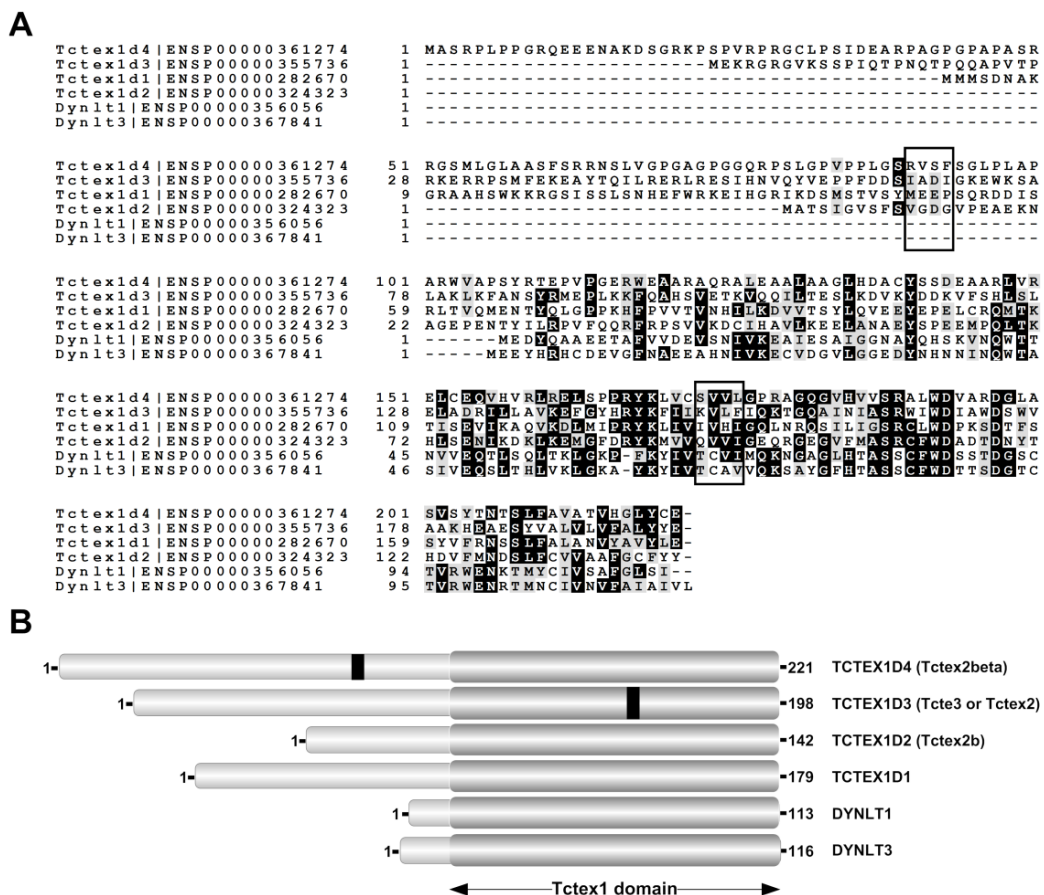 A
Tctex1d4|ENSP00000361274 1 MASRPLPPGRQEEENAKDSGRKPSPVRPRGCLPSIDEARPAGPGPAPASR
Tctex1d3|ENSP00000355736 1 -----------------------MEKRGRGVKSSPIQTPNQTPQQAPVTP
Tctex1d1|ENSP00000282670 1 ------------------------------------------MMMSDNAK
Tctex1d2|ENSP00000324323 1 --------------------------------------------------
Dynlt1|ENSP00000356056 1 --------------------------------------------------
Dynlt3|ENSP00000367841 1 --------------------------------------------------
Tctex1d4|ENSP00000361274 51 RGSMLGLAASFSRRNSLVGPGAGPGGQRPSLGPVPPLGSRVSFSGLPLAP
Tctex1d3|ENSP00000355736 28 RKERRPSMFEKEAYTQILRERLRESIHNVQYVEPPFDDSIADIGKEWKSA
Tctex1d1|ENSP00000282670 9 GRAAHSWKKRGSISSLSNHEFWRKEIHGRIKDSMSTVSYMEEPSQRDDIS
Tctex1d2|ENSP00000324323 1 -----------------------------MATSIGVSFSVGDGVPEAEKN
Dynlt1|ENSP00000356056 1 --------------------------------------------------
Dynlt3|ENSP00000367841 1 --------------------------------------------------
Tctex1d4|ENSP00000361274 101 ARWVAPSYRTEPVPGERWEAARAQRALEAALAAGLHDACYSSDEAARLVR
Tctex1d3|ENSP00000355736 78 LAKLKFANSYRMEPLKKFQAHSVETKVQQILTESLKDVKYDDKVFSHLSL
Tctex1d1|ENSP00000282670 59 RLTVQMENTYQLGPPKHFPVVTVNHILKDVVTSYLQVEEYEPELCRQMTK
Tctex1d2|ENSP00000324323 22 AGEPENTYILRPVFQQRFRPSVVKDCIHAVLKEELANAEYSPEEMPQLTK
Dynlt1|ENSP00000356056 1 ------MEDYQAAEETAFVVDEVSNIVKEAIESAIGGNAYQHSKVNQWTT
Dynlt3|ENSP00000367841 1 -----MEEYHRHCDEVGFNAEEAHNIVKECVDGVLGGEDYNHNNINQWTA
Tctex1d4|ENSP00000361274 151 ELCEQVHVRLRELSPPRYKLVCSVVLGPRAGQGVHVVSRALWDVARDGLA
Tctex1d3|ENSP00000355736 128 ELADRILLAVKEFGYHRYKFIIKVLFIQKTGQAINIASRWIWDIAWDSWV
Tctex1d1|ENSP00000282670 109 TISEVIKAQVKDLMIPRYKLIVIVHIGQLNRQSILIGSRCLWDPKSDTFS
Tctex1d2|ENSP00000324323 72 HLSENIKDKLKEMGFDRYKMVVQVVIGEQRGEGVFMASRCFWDADTDNYT
Dynlt1|ENSP00000356056 45 NVVEQTLSQLTKLGKP-FKYIVTCVIMQKNGAGLHTASSCFWDSSTDGSC
Dynlt3|ENSP00000367841 46 SIVEQSLTHLVKLGKA-YKYIVTCAVVQKSAYGFHTASSCFWDTTSDGTC
Tctex1d4|ENSP00000361274 201 SVSYTNTSLFAVATVHGLYCE-
Tctex1d3|ENSP00000355736 178 AAKHEAESYVALVLVFALYYE-
Tctex1d1|ENSP00000282670 159 SYVFRNSSLFALANVYAVYLE-
Tctex1d2|ENSP00000324323 122 HDVFMNDSLFCVVAAFGCFYY-
Dynlt1|ENSP00000356056 94 TVRWENKTMYCIVSAFGLSI--
Dynlt3|ENSP00000367841 95 TVRWENRTMNCIVNVFAIAIVL
B
1 221 TCTEX1D4 (Tctex2beta)
1 198 TCTEX1D3 (Tcte3 or Tctex2)
1 142 TCTEX1D2 (Tctex2b)
1 179 TCTEX1D1
1 113 DYNLT1
1 116 DYNLT3
Tctex1 domain